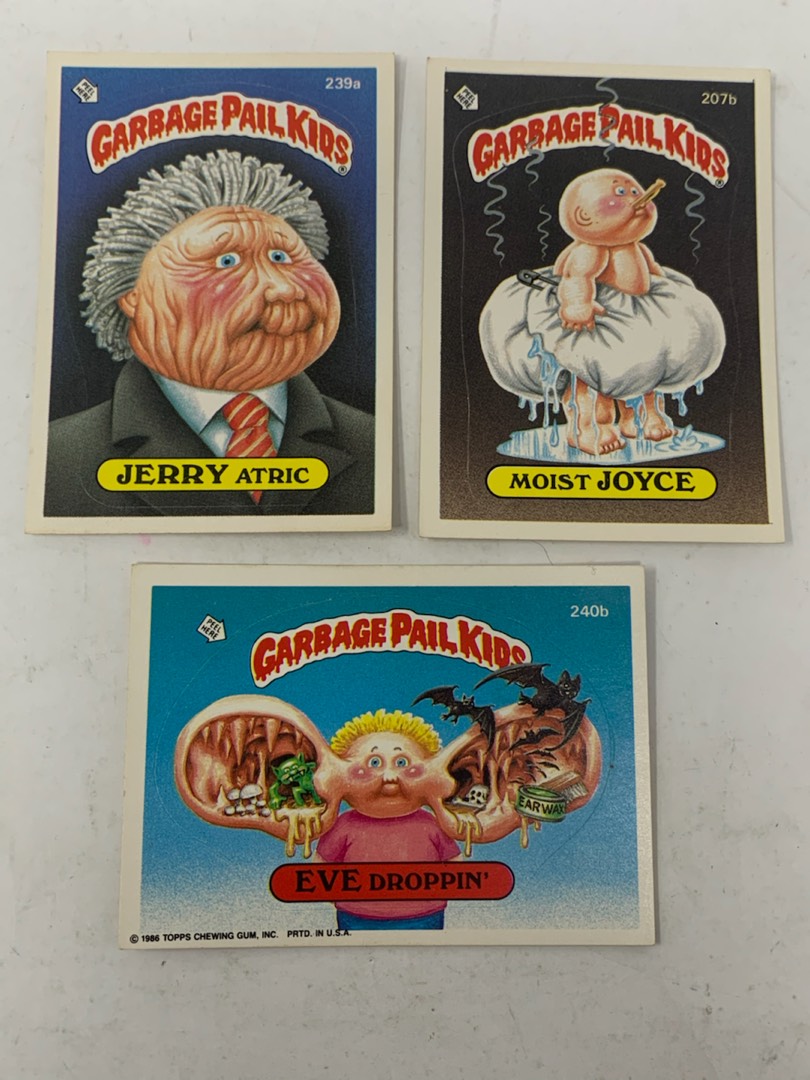 PEEL HERE
239a
GARBAGE PAIL KIDS
®
JERRY ATRIC
PEEL HERE
207b
GARBAGE PAIL KIDS
MOIST JOYCE
PEEL HERE
240b
GARBAGE PAIL KIDS
EAR WAX
EVE DROPPIN'
© 1986 TOPPS CHEWING GUM, INC. PRTD. IN U.S.A.